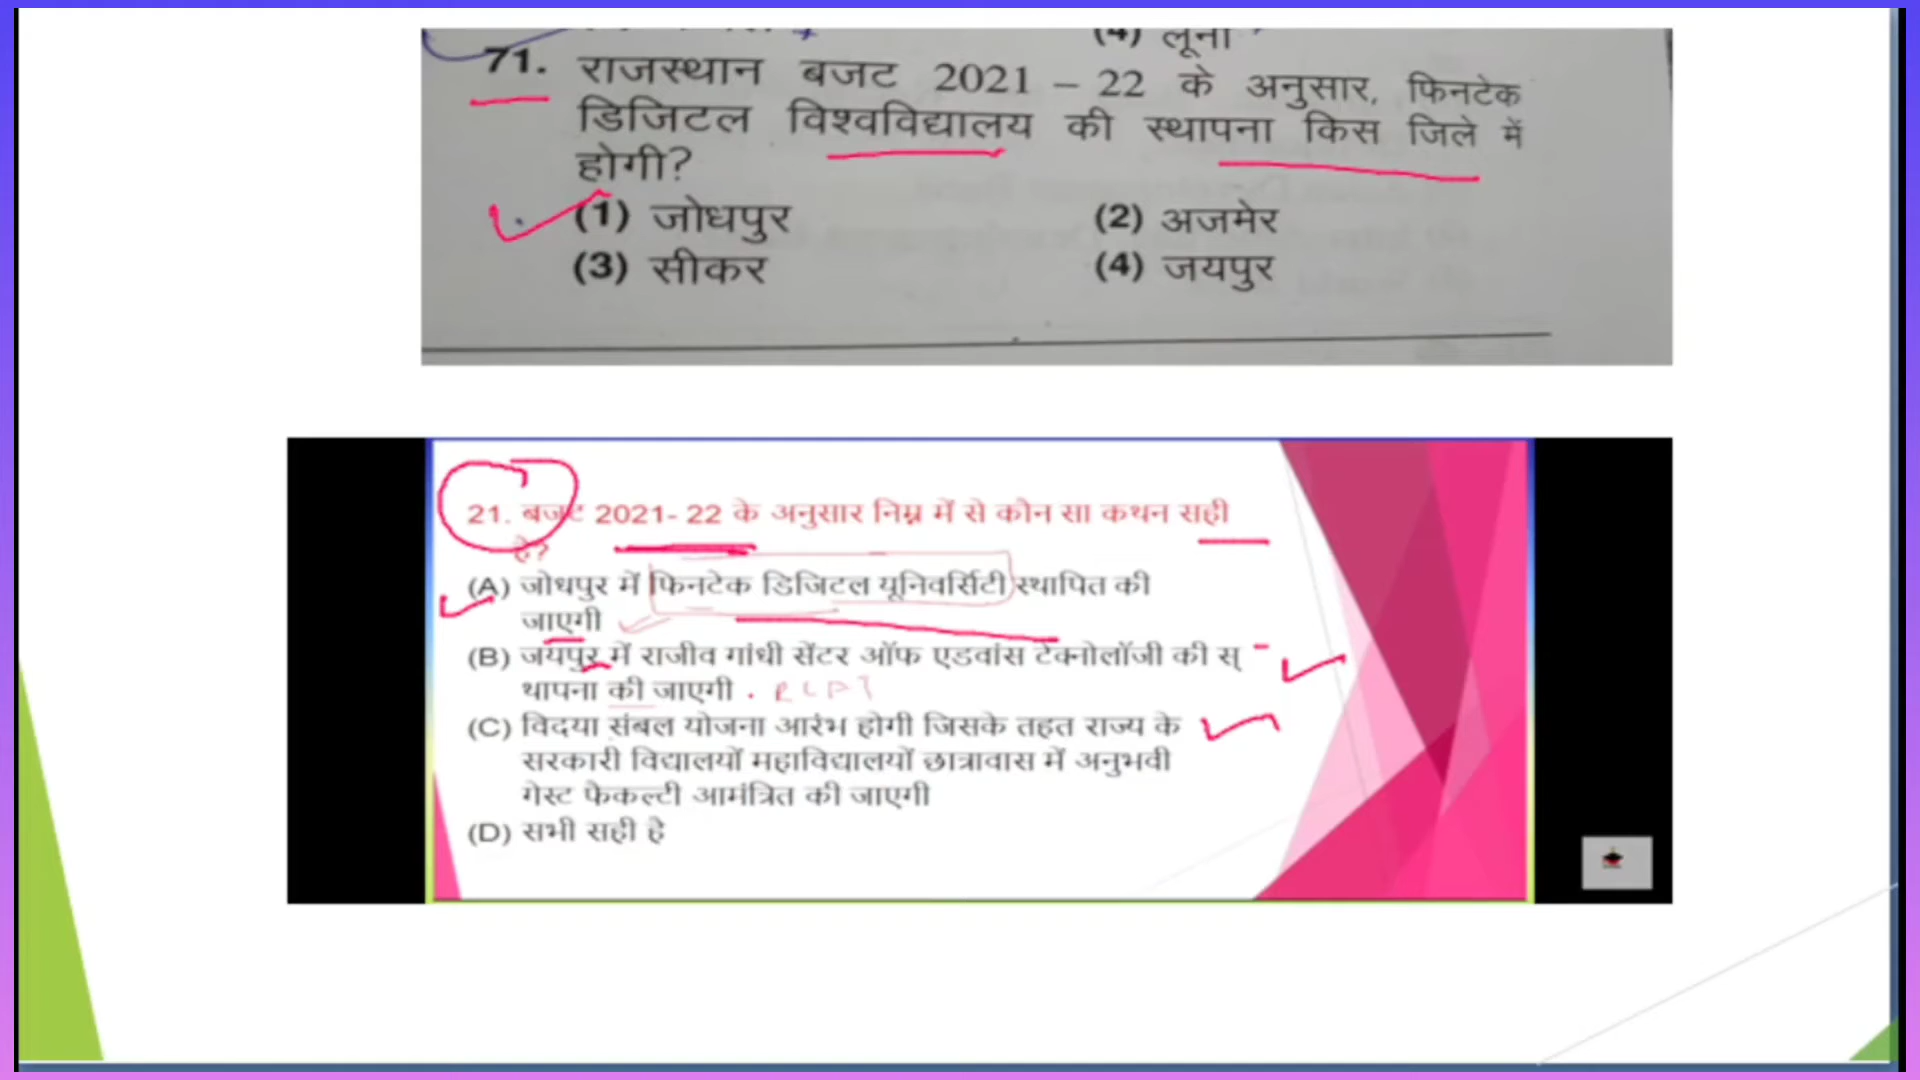 (4) लूनी
71. राजस्थान बजट 2021 – 22 के अनुसार, फिनटेक
डिजिटल विश्वविद्यालय की स्थापना किस जिले में
होगी?
(1) जोधपुर (2) अजमेर
(3) सीकर (4) जयपुर
21. बजट 2021- 22 के अनुसार निम्न में से कौन सा कथन सही
है?
(A) जोधपुर में फिनटेक डिजिटल यूनिवर्सिटी स्थापित की
जाएगी
(B) जयपुर में राजीव गांधी सेंटर ऑफ एडवांस टेक्नोलॉजी की स्
थापना की जाएगी .
(C) विदया संबल योजना आरंभ होगी जिसके तहत राज्य के
सरकारी विद्यालयों महाविद्यालयों छात्रावास में अनुभवी
गेस्ट फैकल्टी आमंत्रित की जाएगी
(D) सभी सही है